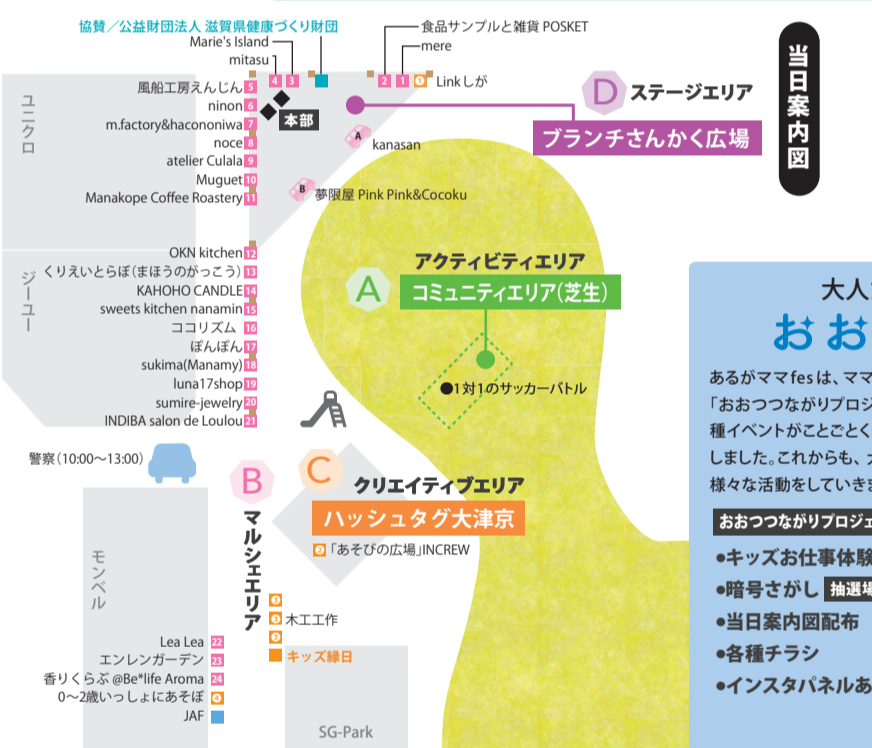 協賛／公益財団法人 滋賀県健康づくり財団
食品サンプルと雑貨 POSKET
Marie's Island
mere
mitasu
4 3
2 1
1 Linkしが
当日案内図
D ステージエリア
ブランチさんかく広場
ユニクロ
風船工房えんじん 5
ninon 6
本部
m.factory&hacononiwa 7
noce 8
A kanasan
atelier Culala 9
Muguet 10
Manakope Coffee Roastery 11
B 夢限屋 Pink Pink&Cocoku
ジーユー
OKN kitchen 12
くりえいとらぼ（まほうのがっこう） 13
KAHOHO CANDLE 14
sweets kitchen nanamin 15
ココリズム 16
ぽんぽん 17
sukima(Manamy) 18
luna17shop 19
sumire-jewelry 20
INDIBA salon de Loulou 21
A アクティビティエリア
コミュニティエリア（芝生）
●1対1のサッカーバトル
警察（10:00〜13:00）
B マルシェエリア
C クリエイティブエリア
ハッシュタグ大津京
2 「あそびの広場」INCREW
モンベル
3
3 木工工作
3
キッズ縁日
Lea Lea 22
エンレンガーデン 23
香りくらぶ @Be*life Aroma 24
0〜2歳いっしょにあそぼ 4
JAF
SG-Park
大人
おお
あるがママfesは、ママ
「おおつつながりプロジ
種イベントがことごとく
しました。これからも、
様々な活動をしていき
おおつつながりプロジェ
●キッズお仕事体験
●暗号さがし 抽選場
●当日案内図配布
●各種チラシ
●インスタパネルあ